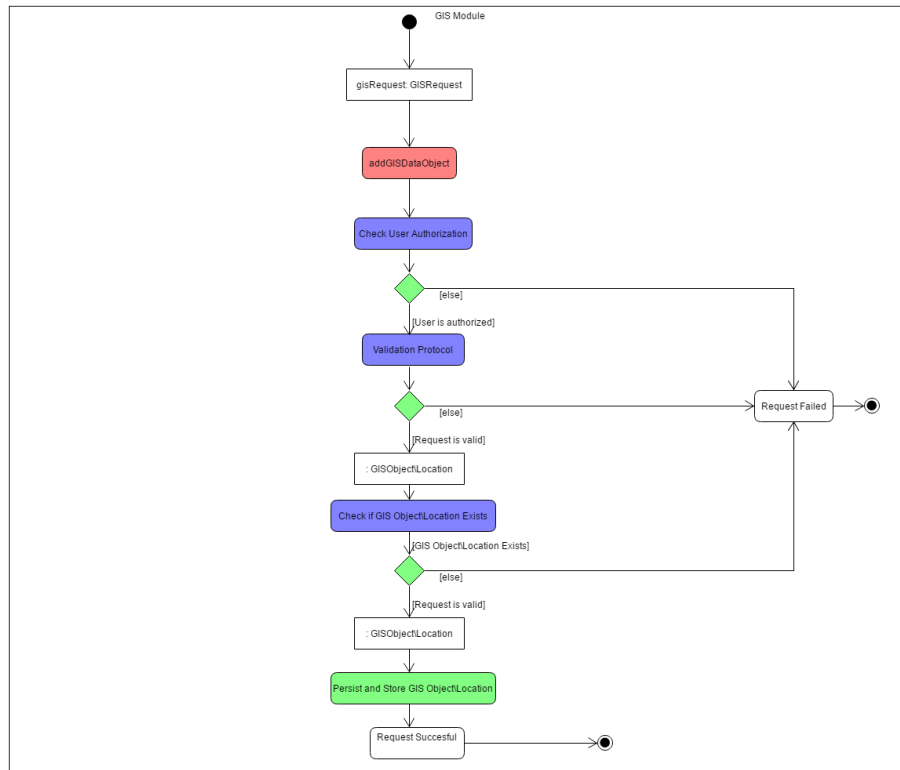 GIS Module
gisRequest: GISRequest
addGISDataObject
Check User Authorization
[else]
[User is authorized]
Validation Protocol
Request Failed
[else]
[Request is valid]
: GISObject\Location
Check if GIS Object\Location Exists
[GIS Object\Location Exists]
[else]
[Request is valid]
: GISObject\Location
Persist and Store GIS Object\Location
Request Succesful